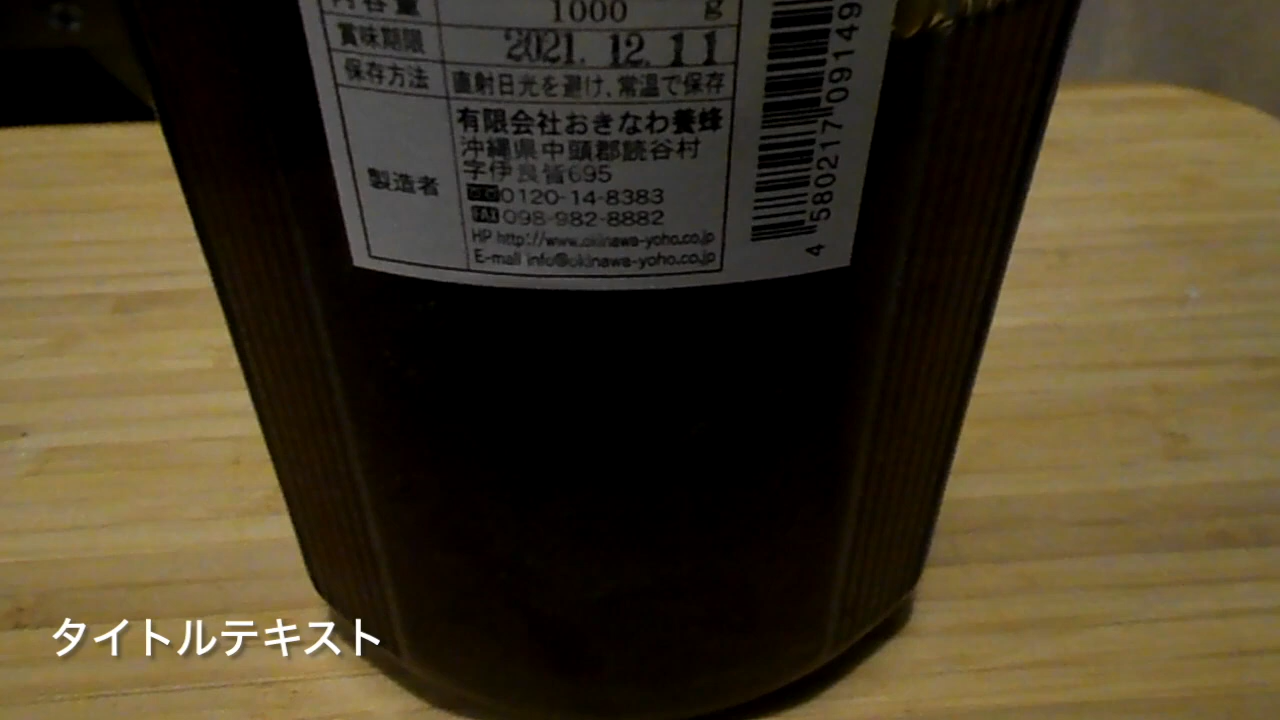 内容量 1000 g
賞味期限 2021.12.11
保存方法 直射日光を避け、常温で保存
製造者
有限会社おきなわ養蜂
沖縄県中頭郡読谷村
字伊良皆695
0120-14-8383
FAX 098-982-8882
HP http://www.okinawa-yoho.co.jp
E-mail info@okinawa-yoho.co.jp
4 580217 09149
タイトルテキスト